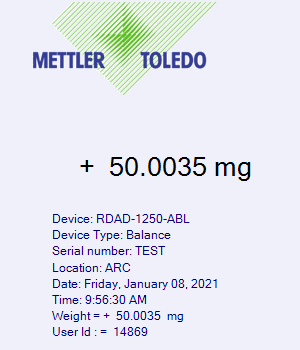 METTLER TOLEDO
+ 50.0035 mg
Device: RDAD-1250-ABL
Device Type: Balance
Serial number: TEST
Location: ARC
Date: Friday, January 08, 2021
Time: 9:56:30 AM
Weight = + 50.0035 mg
User Id : = 14869